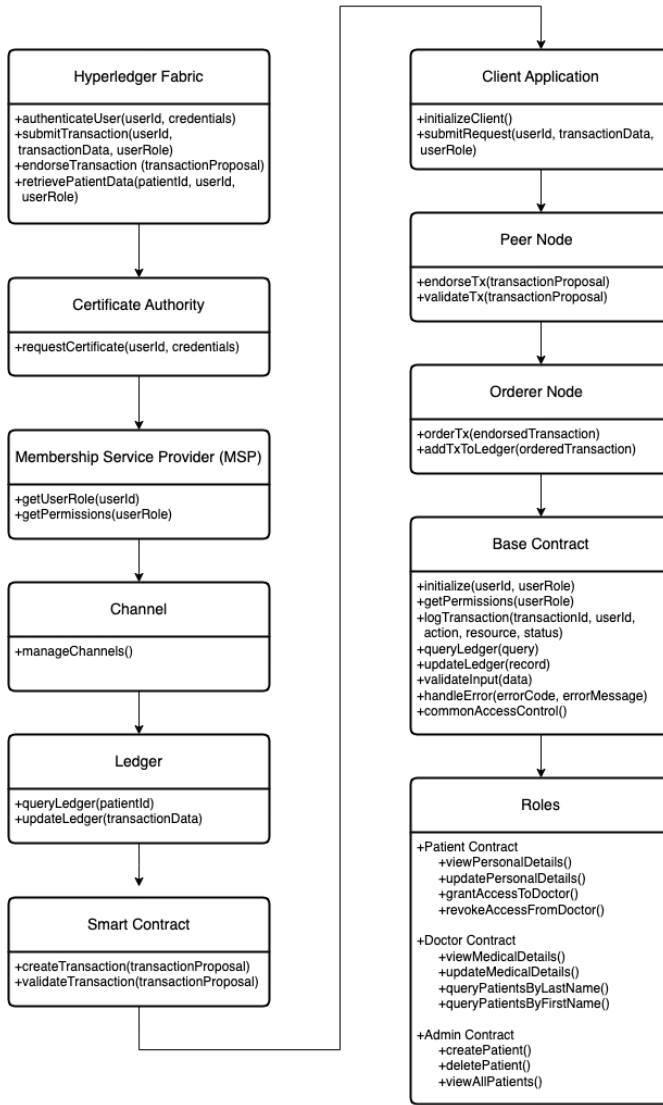 Hyperledger Fabric
+authenticateUser(userId, credentials)
+submitTransaction(userId,
transactionData, userRole)
+endorseTransaction (transactionProposal)
+retrievePatientData(patientId, userId,
userRole)
Certificate Authority
+requestCertificate(userId, credentials)
Membership Service Provider (MSP)
+getUserRole(userId)
+getPermissions(userRole)
Channel
+manageChannels()
Ledger
+queryLedger(patientId)
+updateLedger(transactionData)
Smart Contract
+createTransaction(transactionProposal)
+validateTransaction(transactionProposal)
Client Application
+initializeClient()
+submitRequest(userId, transactionData,
userRole)
Peer Node
+endorseTx(transactionProposal)
+validateTx(transactionProposal)
Orderer Node
+orderTx(endorsedTransaction)
+addTxToLedger(orderedTransaction)
Base Contract
+initialize(userId, userRole)
+getPermissions(userRole)
+logTransaction(transactionId, userId,
action, resource, status)
+queryLedger(query)
+updateLedger(record)
+validateInput(data)
+handleError(errorCode, errorMessage)
+commonAccessControl()
Roles
+Patient Contract
+viewPersonalDetails()
+updatePersonalDetails()
+grantAccessToDoctor()
+revokeAccessFromDoctor()
+Doctor Contract
+viewMedicalDetails()
+updateMedicalDetails()
+queryPatientsByLastName()
+queryPatientsByFirstName()
+Admin Contract
+createPatient()
+deletePatient()
+viewAllPatients()